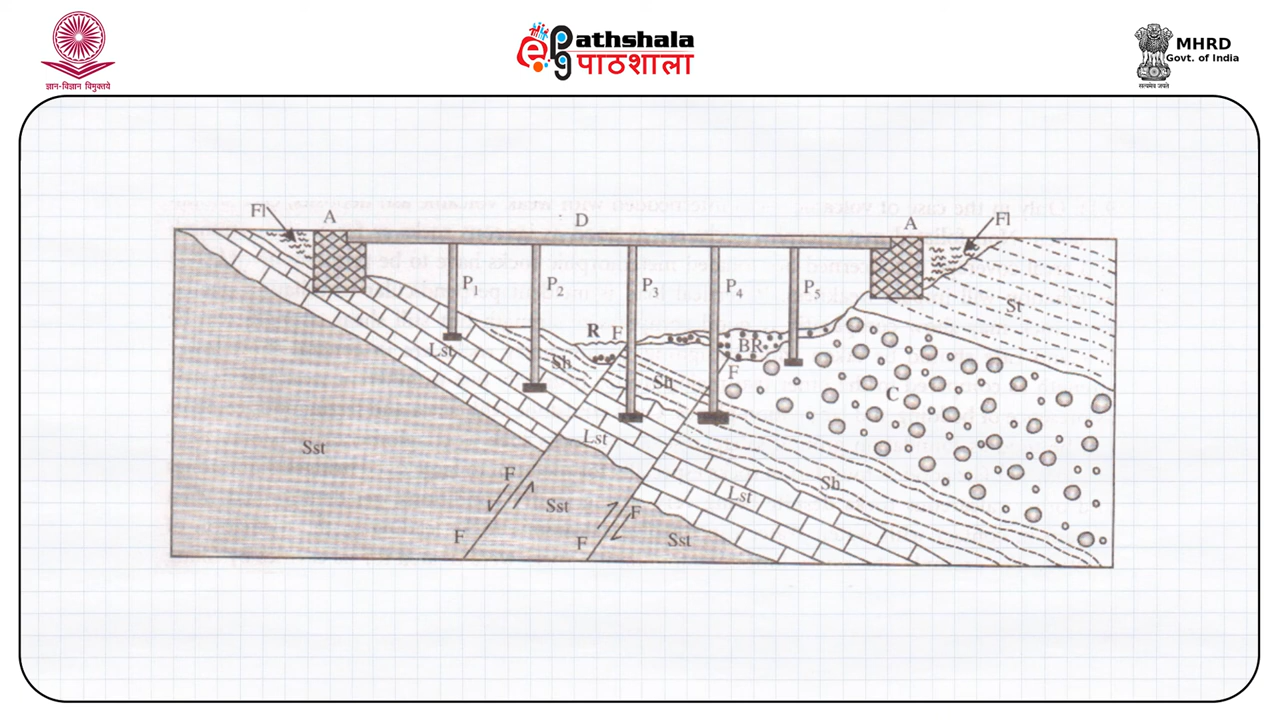 ज्ञान-विज्ञान विमुक्तये
epg Pathshala
पाठशाला
MHRD
Govt. of India
सत्यमेव जयते
Fl A D A Fl
P1 P2 P3 P4 P5
St
R F
BR
Lst Sh F
Sh
C
Lst
Sst
F Sh
Lst
Sst F
F F Sst